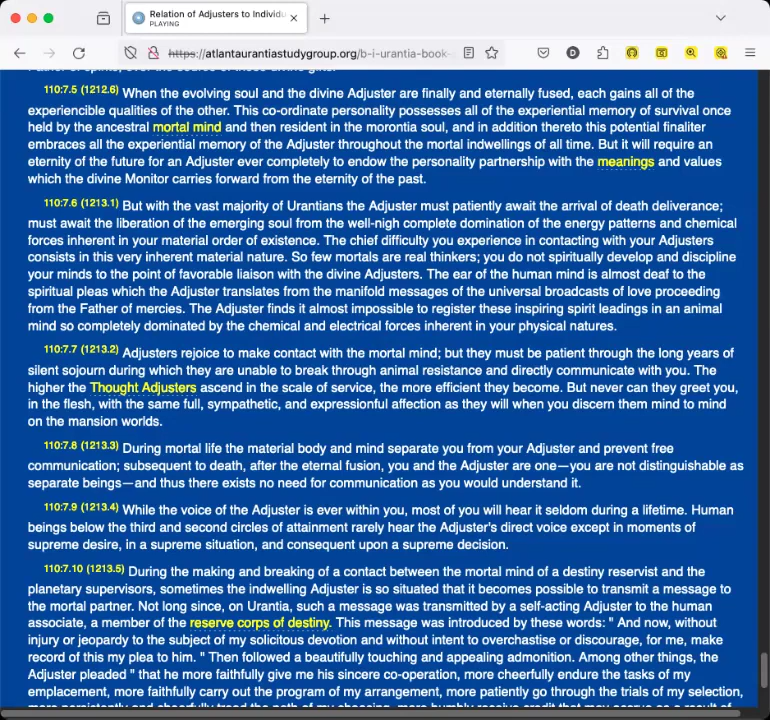 Relation of Adjusters to Individu
PLAYING
https://atlantaurantiastudygroup.org/b-i-urantia-book-
110:7.5 (1212.6) When the evolving soul and the divine Adjuster are finally and eternally fused, each gains all of the
experiencible qualities of the other. This co-ordinate personality possesses all of the experiential memory of survival once
held by the ancestral mortal mind and then resident in the morontia soul, and in addition thereto this potential finaliter
embraces all the experiential memory of the Adjuster throughout the mortal indwellings of all time. But it will require an
eternity of the future for an Adjuster ever completely to endow the personality partnership with the meanings and values
which the divine Monitor carries forward from the eternity of the past.
110:7.6 (1213.1) But with the vast majority of Urantians the Adjuster must patiently await the arrival of death deliverance;
must await the liberation of the emerging soul from the well-nigh complete domination of the energy patterns and chemical
forces inherent in your material order of existence. The chief difficulty you experience in contacting with your Adjusters
consists in this very inherent material nature. So few mortals are real thinkers; you do not spiritually develop and discipline
your minds to the point of favorable liaison with the divine Adjusters. The ear of the human mind is almost deaf to the
spiritual pleas which the Adjuster translates from the manifold messages of the universal broadcasts of love proceeding
from the Father of mercies. The Adjuster finds it almost impossible to register these inspiring spirit leadings in an animal
mind so completely dominated by the chemical and electrical forces inherent in your physical natures.
110:7.7 (1213.2) Adjusters rejoice to make contact with the mortal mind; but they must be patient through the long years of
silent sojourn during which they are unable to break through animal resistance and directly communicate with you. The
higher the Thought Adjusters ascend in the scale of service, the more efficient they become. But never can they greet you,
in the flesh, with the same full, sympathetic, and expressionful affection as they will when you discern them mind to mind
on the mansion worlds.
110:7.8 (1213.3) During mortal life the material body and mind separate you from your Adjuster and prevent free
communication; subsequent to death, after the eternal fusion, you and the Adjuster are one—you are not distinguishable as
separate beings—and thus there exists no need for communication as you would understand it.
110:7.9 (1213.4) While the voice of the Adjuster is ever within you, most of you will hear it seldom during a lifetime. Human
beings below the third and second circles of attainment rarely hear the Adjuster's direct voice except in moments of
supreme desire, in a supreme situation, and consequent upon a supreme decision.
110:7.10 (1213.5) During the making and breaking of a contact between the mortal mind of a destiny reservist and the
planetary supervisors, sometimes the indwelling Adjuster is so situated that it becomes possible to transmit a message to
the mortal partner. Not long since, on Urantia, such a message was transmitted by a self-acting Adjuster to the human
associate, a member of the reserve corps of destiny. This message was introduced by these words: " And now, without
injury or jeopardy to the subject of my solicitous devotion and without intent to overchastise or discourage, for me, make
record of this my plea to him. " Then followed a beautifully touching and appealing admonition. Among other things, the
Adjuster pleaded " that he more faithfully give me his sincere co-operation, more cheerfully endure the tasks of my
emplacement, more faithfully carry out the program of my arrangement, more patiently go through the trials of my selection,